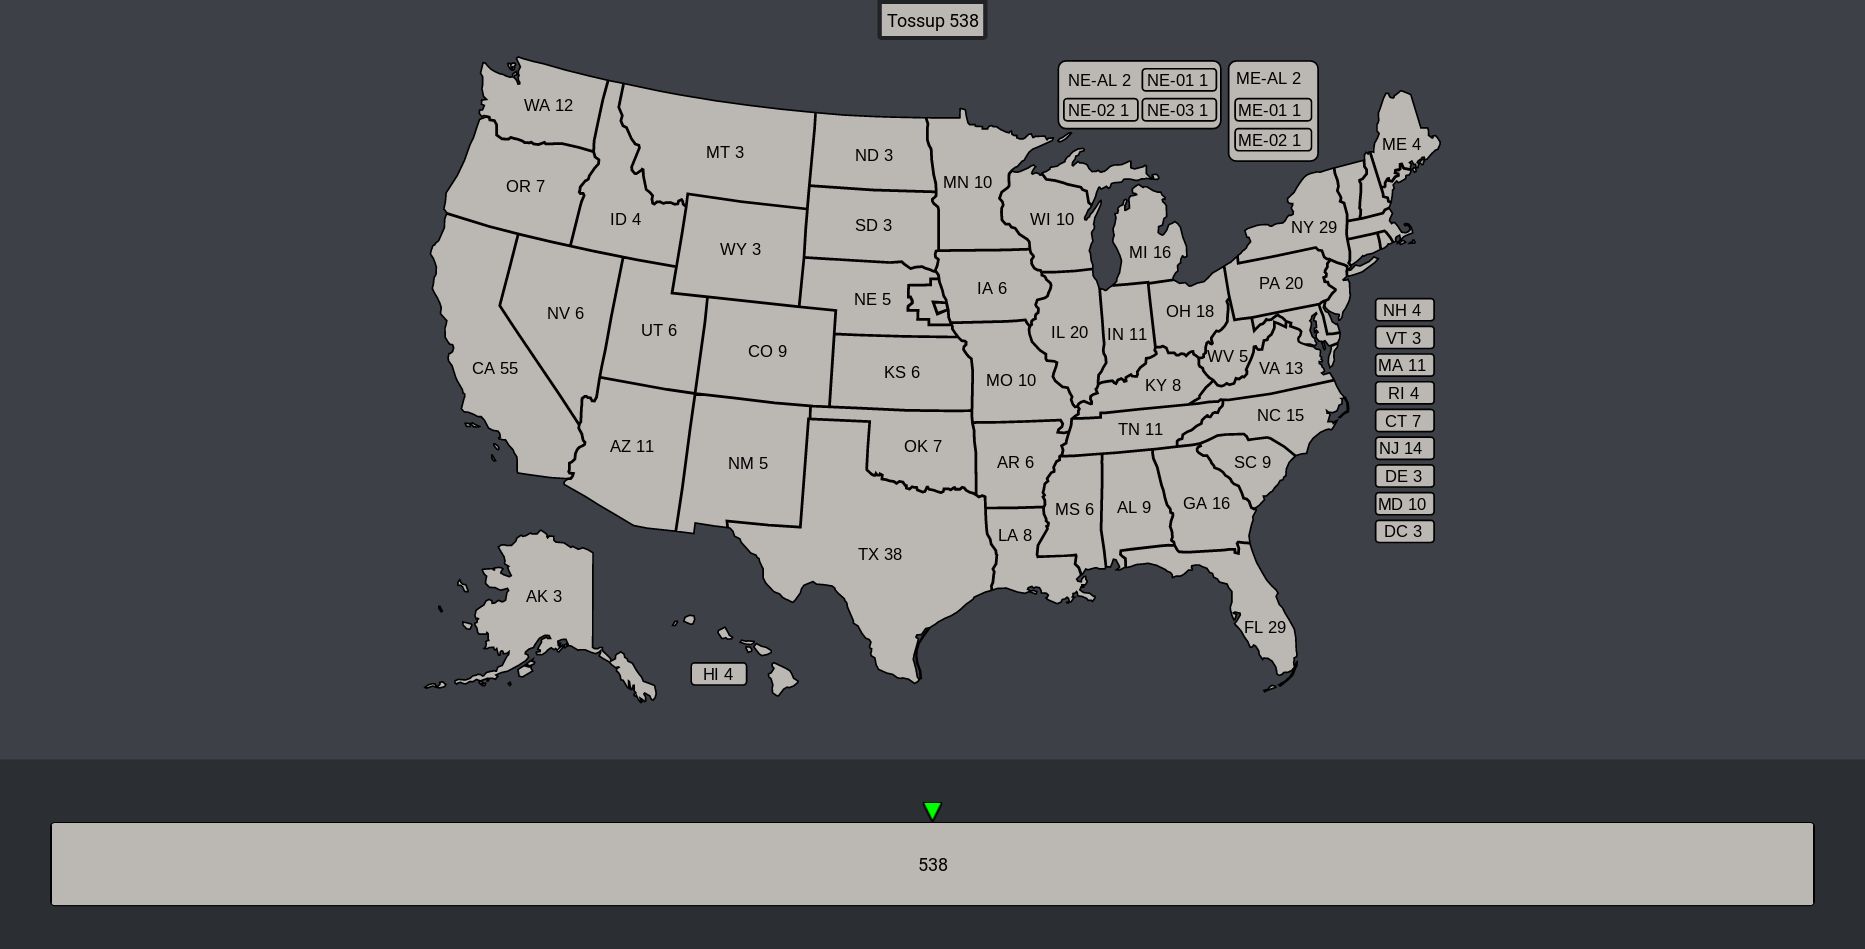 Tossup 538
NE-AL 2
NE-01 1
NE-02 1
NE-03 1
ME-AL 2
ME-01 1
ME-02 1
WA 12
OR 7
ID 4
MT 3
ND 3
MN 10
WI 10
MI 16
NY 29
ME 4
WY 3
SD 3
NE 5
IA 6
IL 20
IN 11
OH 18
PA 20
CA 55
NV 6
UT 6
CO 9
KS 6
MO 10
KY 8
WV 5
VA 13
AZ 11
NM 5
OK 7
AR 6
TN 11
NC 15
SC 9
TX 38
LA 8
MS 6
AL 9
GA 16
FL 29
AK 3
HI 4
NH 4
VT 3
MA 11
RI 4
CT 7
NJ 14
DE 3
MD 10
DC 3
538